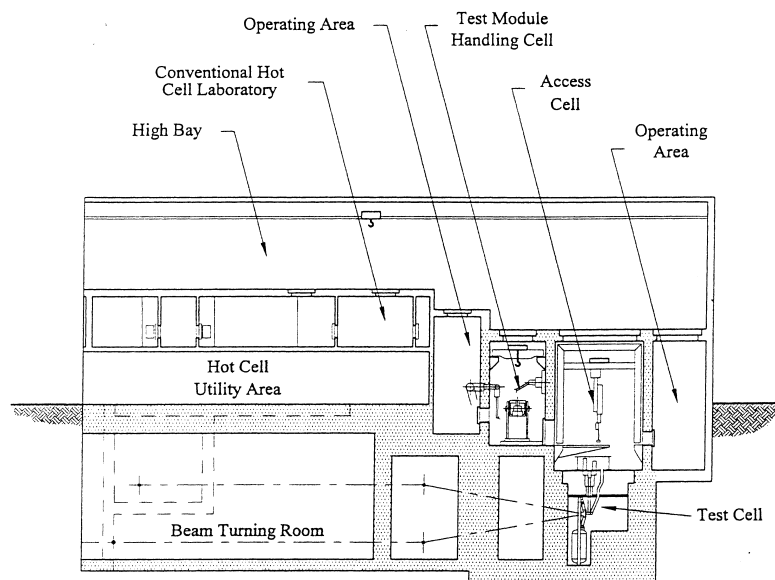 Operating Area
Test Module
Handling Cell
Conventional Hot
Cell Laboratory
Access
Cell
High Bay
Operating
Area
Hot Cell
Utility Area
Beam Turning Room
Test Cell